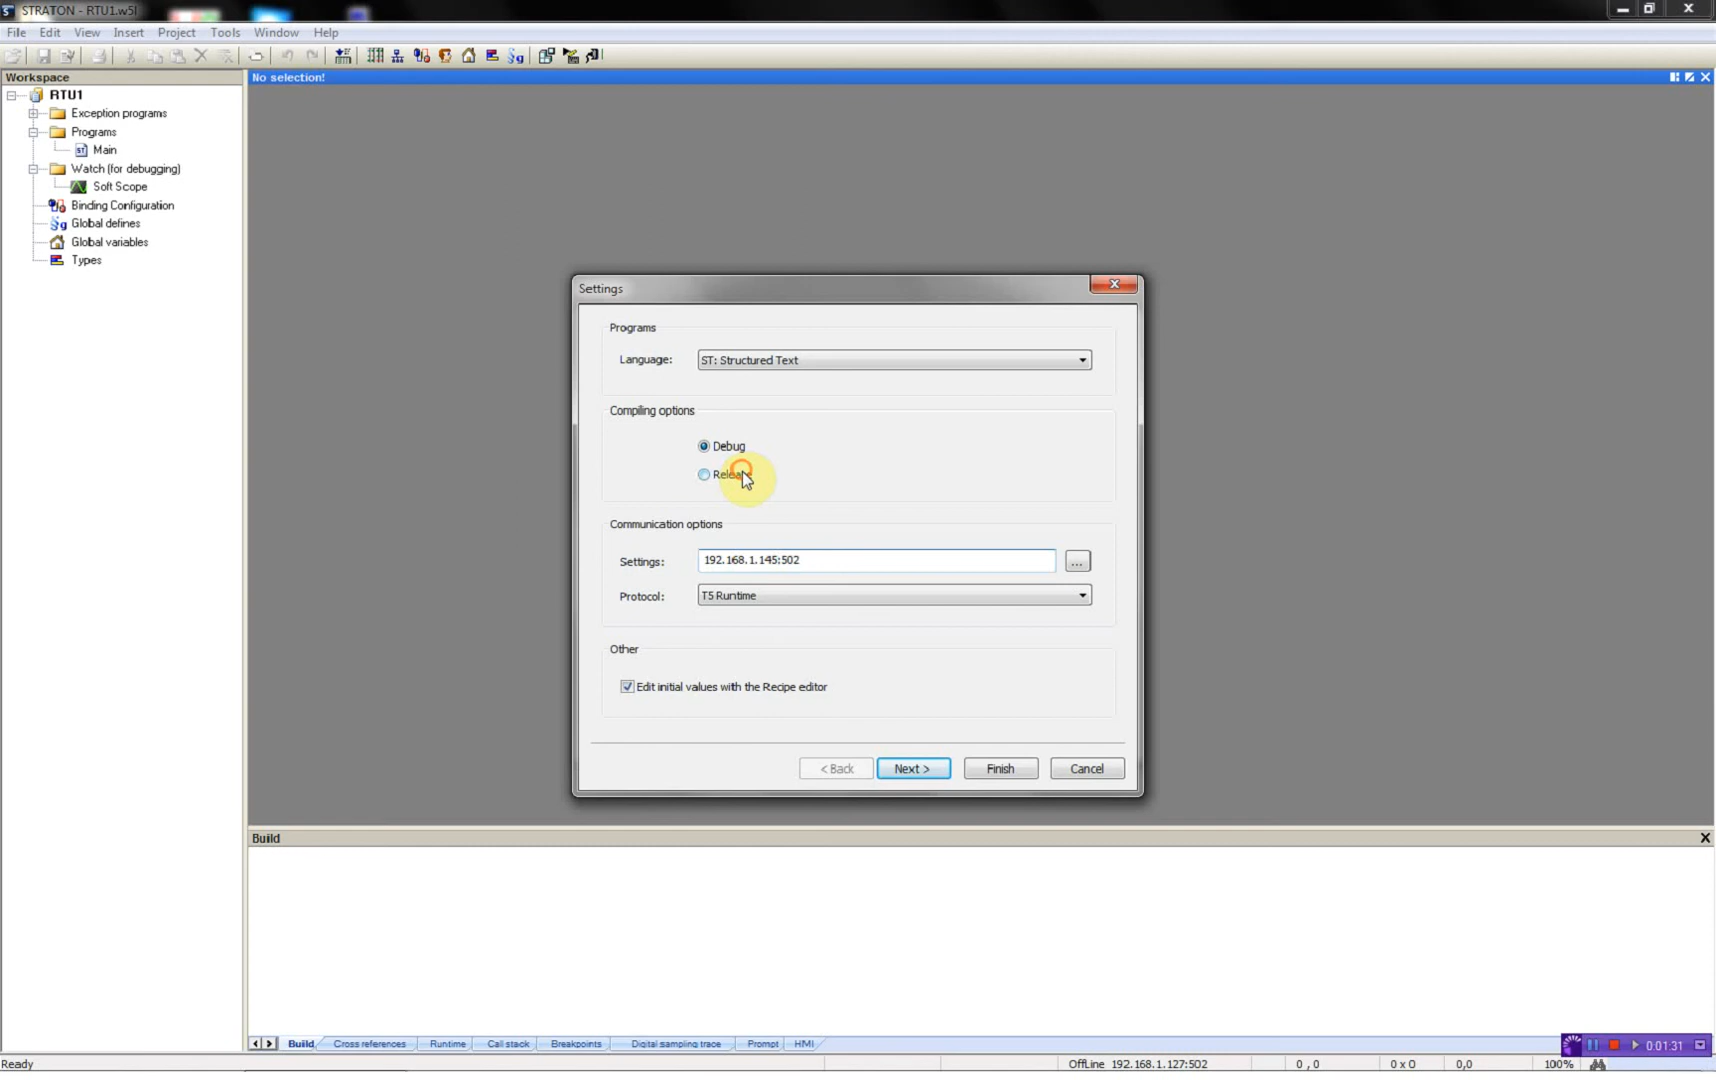 STRATON - RTU1.w5l
File Edit View Insert Project Tools Window Help
Workspace
No selection!
RTU1
Exception programs
Programs
Main
Watch (for debugging)
Soft Scope
Binding Configuration
Global defines
Global variables
Types
Settings
Programs
Language: ST: Structured Text
Compiling options
Debug
Communication options
Settings: 192.168.1.145:502 ...
Protocol: T5 Runtime
Other
Edit initial values with the Recipe editor
< Back Next > Finish Cancel
Build
Build Cross references Runtime Call stack Breakpoints Digital sampling trace Prompt HMI
0:01:31
Ready OffLine 192.168.1.127:502 0 , 0 0 x 0 0,0 100%